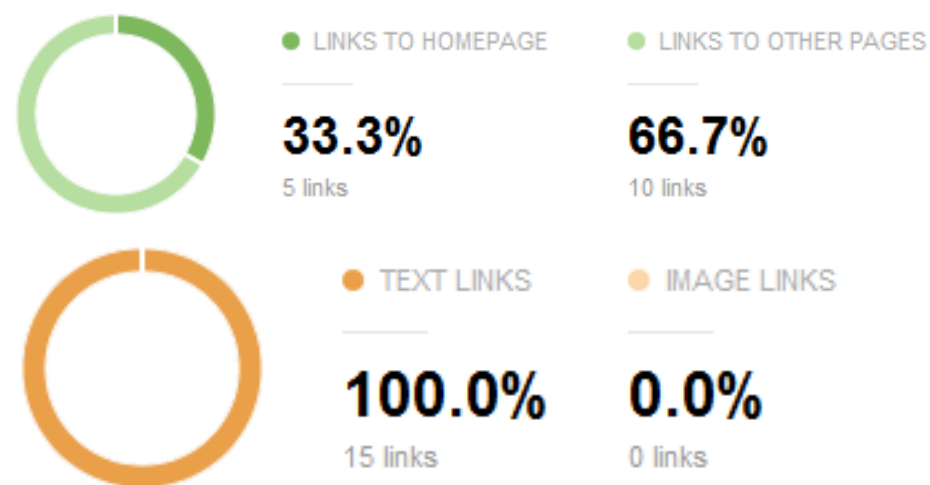 LINKS TO HOMEPAGE
33.3%
5 links
LINKS TO OTHER PAGES
66.7%
10 links
TEXT LINKS
100.0%
15 links
IMAGE LINKS
0.0%
0 links